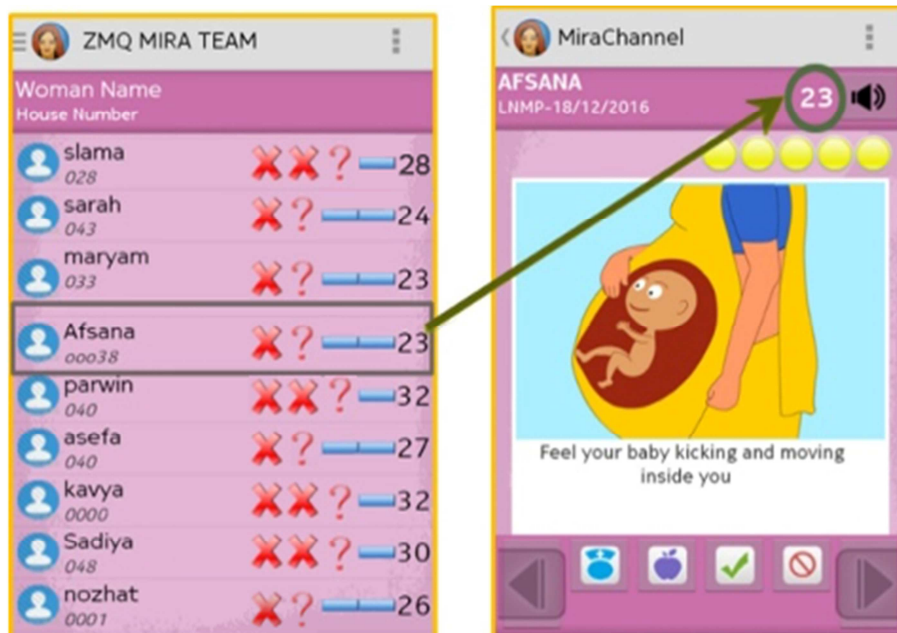 ZMQ MIRA TEAM
Woman Name
House Number
slama
028
28
sarah
043
24
maryam
033
23
Afsana
ooo38
23
parwin
040
32
asefa
040
27
kavya
0000
32
Sadiya
048
30
nozhat
0001
26
MiraChannel
AFSANA
LNMP-18/12/2016
23
Feel your baby kicking and moving
inside you